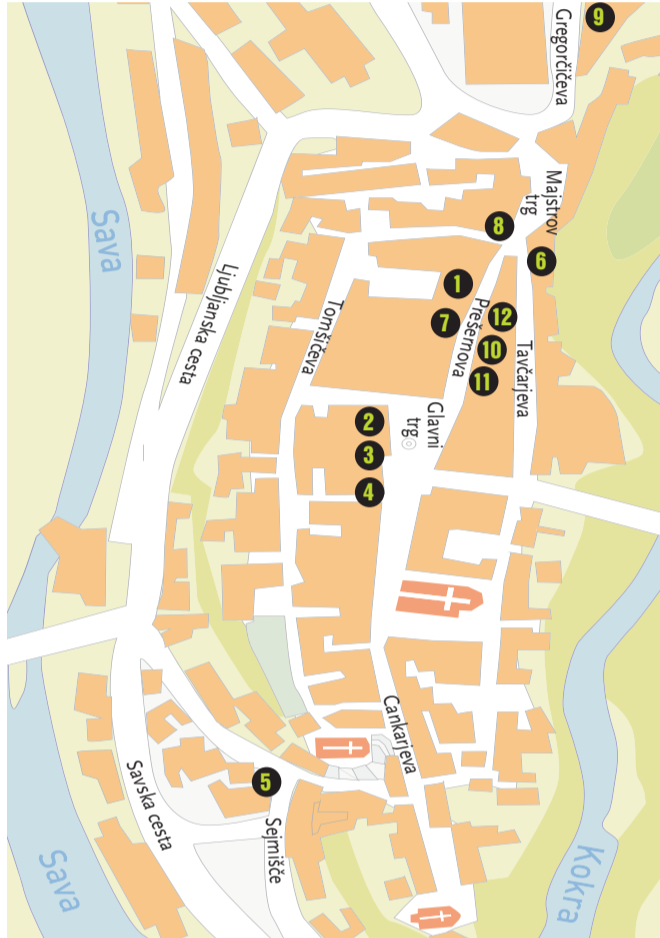 9
Gregorčičeva
Majstrov
trg
8
6
Sava
Ljubljanska cesta
1
Prešernova
7
12
10
11
Tavčarjeva
Tomšičeva
Glavni
trg
2
3
4
Cankarjeva
5
Savska cesta
Sejmišče
Sava
Kokra